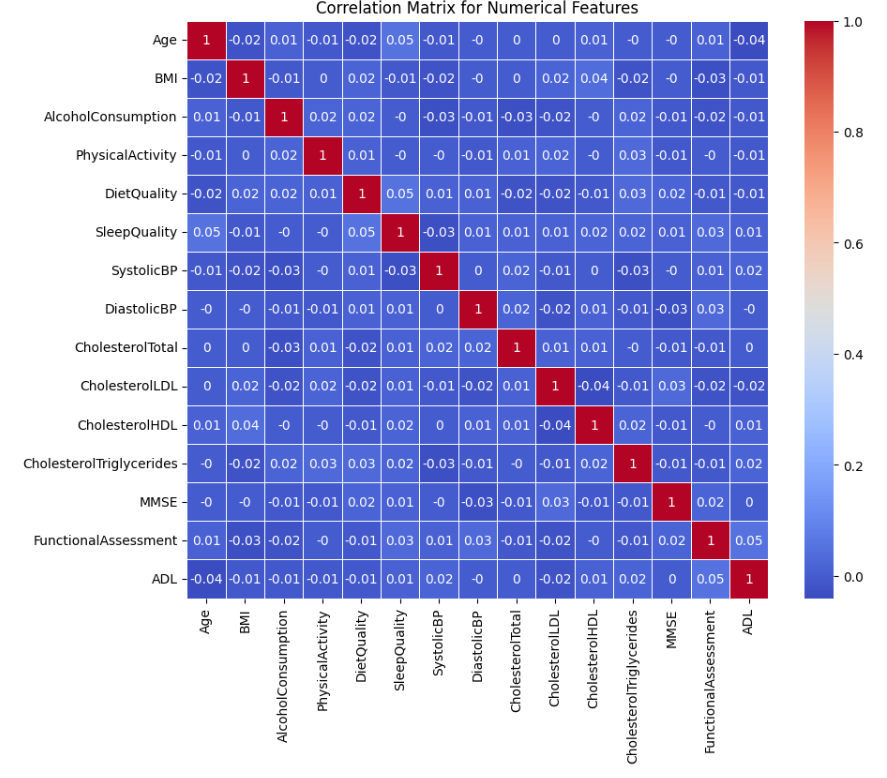 Correlation Matrix for Numerical Features
Age 1 -0.02 0.01 -0.01 -0.02 0.05 -0.01 -0 0 0 0.01 -0 -0 0.01 -0.04
BMI -0.02 1 -0.01 0 0.02 -0.01 -0.02 -0 0 0.02 0.04 -0.02 -0 -0.03 -0.01
AlcoholConsumption 0.01 -0.01 1 0.02 0.02 -0 -0.03 -0.01 -0.03 -0.02 -0 0.02 -0.01 -0.02 -0.01
PhysicalActivity -0.01 0 0.02 1 0.01 -0 -0 -0.01 0.01 0.02 -0 0.03 -0.01 -0 -0.01
DietQuality -0.02 0.02 0.02 0.01 1 0.05 0.01 0.01 -0.02 -0.02 -0.01 0.03 0.02 -0.01 -0.01
SleepQuality 0.05 -0.01 -0 -0 0.05 1 -0.03 0.01 0.01 0.01 0.02 0.02 0.01 0.03 0.01
SystolicBP -0.01 -0.02 -0.03 -0 0.01 -0.03 1 0 0.02 -0.01 0 -0.03 -0 0.01 0.02
DiastolicBP -0 -0 -0.01 -0.01 0.01 0.01 0 1 0.02 -0.02 0.01 -0.01 -0.03 0.03 -0
CholesterolTotal 0 0 -0.03 0.01 -0.02 0.01 0.02 0.02 1 0.01 0.01 -0 -0.01 -0.01 0
CholesterolLDL 0 0.02 -0.02 0.02 -0.02 0.01 -0.01 -0.02 0.01 1 -0.04 -0.01 0.03 -0.02 -0.02
CholesterolHDL 0.01 0.04 -0 -0 -0.01 0.02 0 0.01 0.01 -0.04 1 0.02 -0.01 -0 0.01
CholesterolTriglycerides -0 -0.02 0.02 0.03 0.03 0.02 -0.03 -0.01 -0 -0.01 0.02 1 -0.01 -0.01 0.02
MMSE -0 -0 -0.01 -0.01 0.02 0.01 -0 -0.03 -0.01 0.03 -0.01 -0.01 1 0.02 0
FunctionalAssessment 0.01 -0.03 -0.02 -0 -0.01 0.03 0.01 0.03 -0.01 -0.02 -0 -0.01 0.02 1 0.05
ADL -0.04 -0.01 -0.01 -0.01 -0.01 0.01 0.02 -0 0 -0.02 0.01 0.02 0 0.05 1
Age
BMI
AlcoholConsumption
PhysicalActivity
DietQuality
SleepQuality
SystolicBP
DiastolicBP
CholesterolTotal
CholesterolLDL
CholesterolHDL
CholesterolTriglycerides
MMSE
FunctionalAssessment
ADL
1.0
0.8
0.6
0.4
0.2
0.0